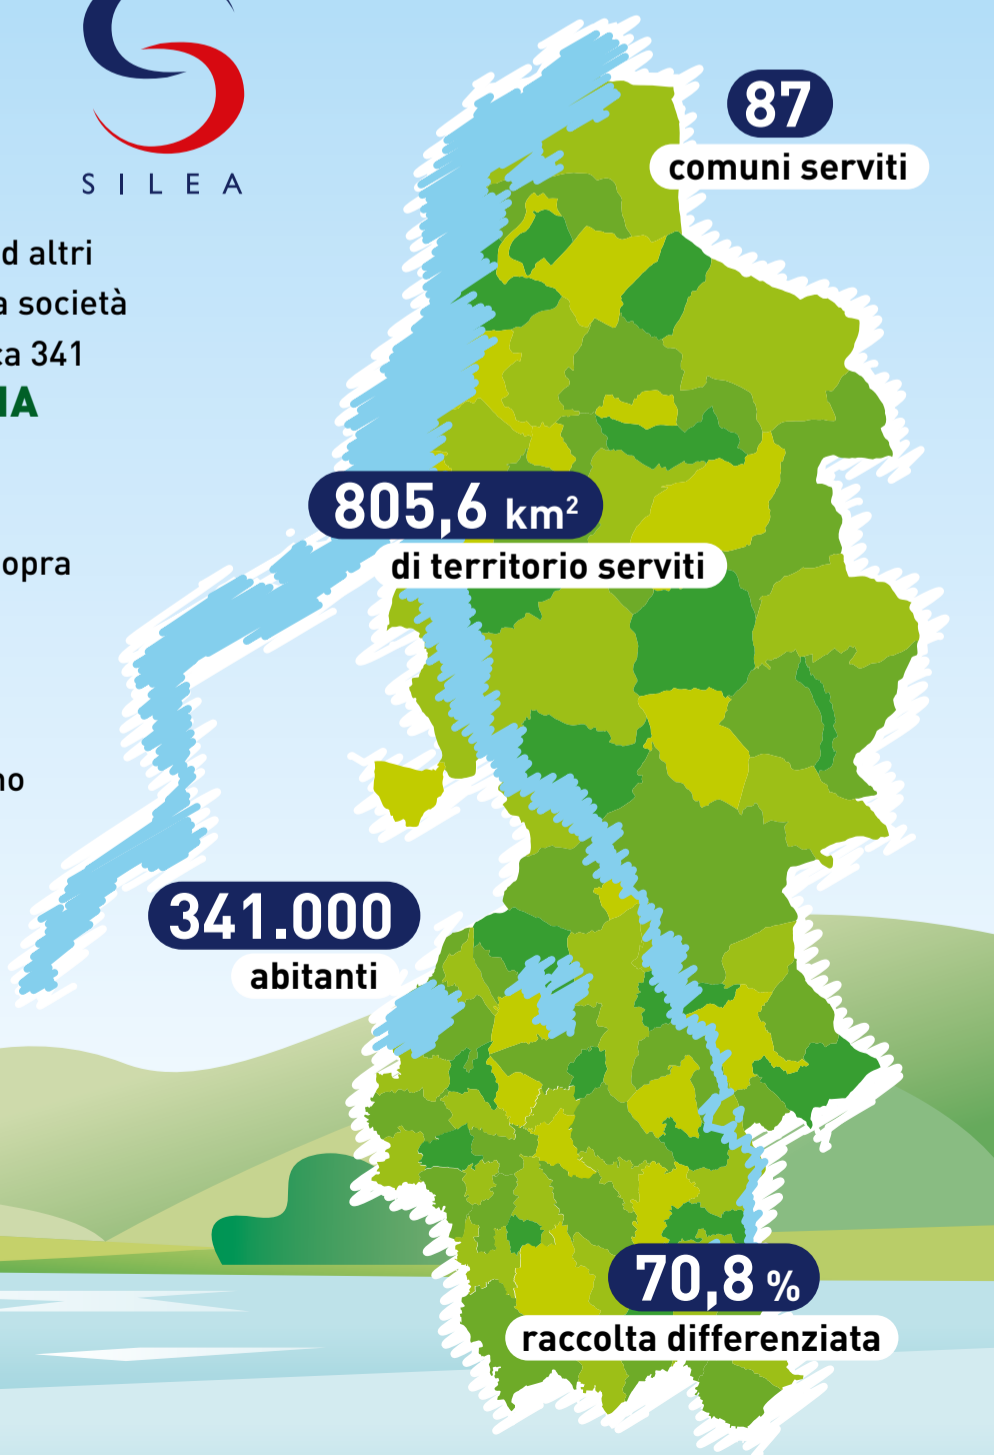 SILEA
87
comuni serviti
d altri
a società
ca 341
IA
805,6 km²
di territorio serviti
opra
no
341.000
abitanti
70,8 %
raccolta differenziata